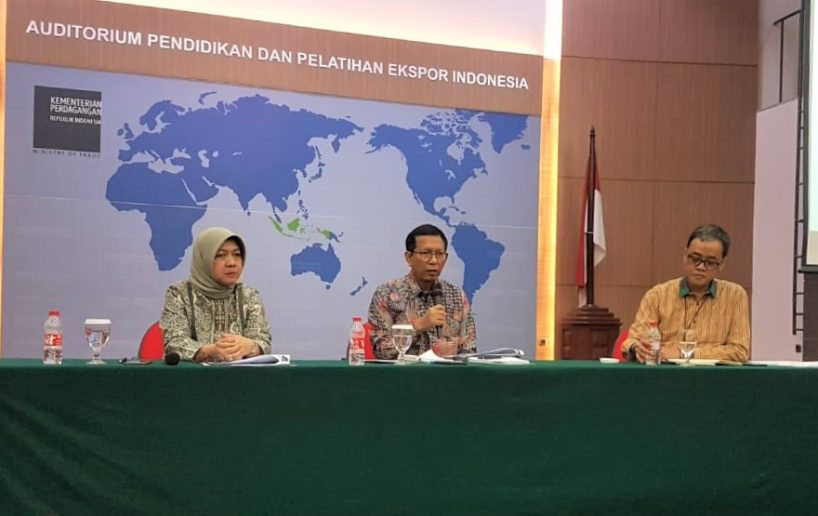 AUDITORIUM PENDIDIKAN DAN PELATIHAN EKSPOR INDONESIA
KEMENTERIAN
PERDAGANGAN
REPUBLIK INDONESIA
MINISTRY OF TRADE